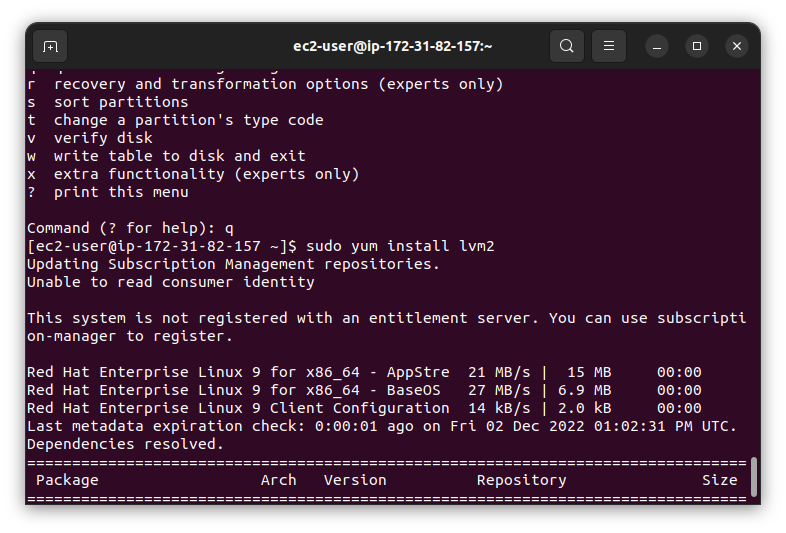 ec2-user@ip-172-31-82-157:~
r  recovery and transformation options (experts only)
s  sort partitions
t  change a partition's type code
v  verify disk
w  write table to disk and exit
x  extra functionality (experts only)
?  print this menu
Command (? for help): q
[ec2-user@ip-172-31-82-157 ~]$ sudo yum install lvm2
Updating Subscription Management repositories.
Unable to read consumer identity
This system is not registered with an entitlement server. You can use subscripti
on-manager to register.
Red Hat Enterprise Linux 9 for x86_64 - AppStre  21 MB/s |  15 MB     00:00
Red Hat Enterprise Linux 9 for x86_64 - BaseOS   27 MB/s | 6.9 MB     00:00
Red Hat Enterprise Linux 9 Client Configuration  14 kB/s | 2.0 kB     00:00
Last metadata expiration check: 0:00:01 ago on Fri 02 Dec 2022 01:02:31 PM UTC.
Dependencies resolved.
================================================================================
 Package                  Arch   Version          Repository               Size
================================================================================